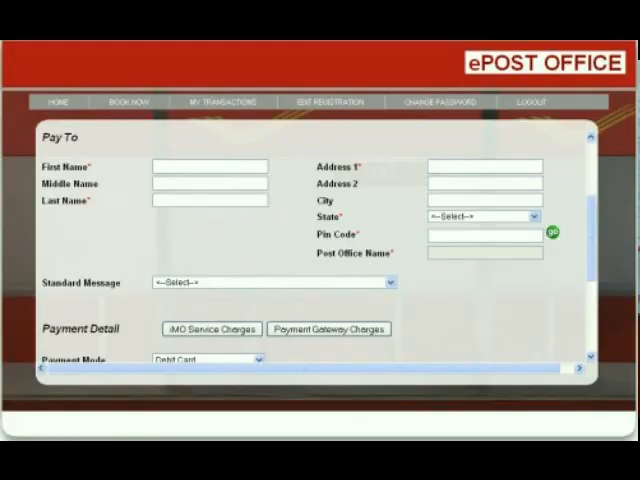 ePOST OFFICE
HOME BOOK NOW MY TRANSACTIONS EDIT REGISTRATION CHANGE PASSWORD LOGOUT
Pay To
First Name* Address 1*
Middle Name Address 2
Last Name* City
State* <--Select-->
Pin Code* go
Post Office Name*
Standard Message <--Select-->
Payment Detail iMO Service Charges Payment Gateway Charges
Payment Mode Debit Card